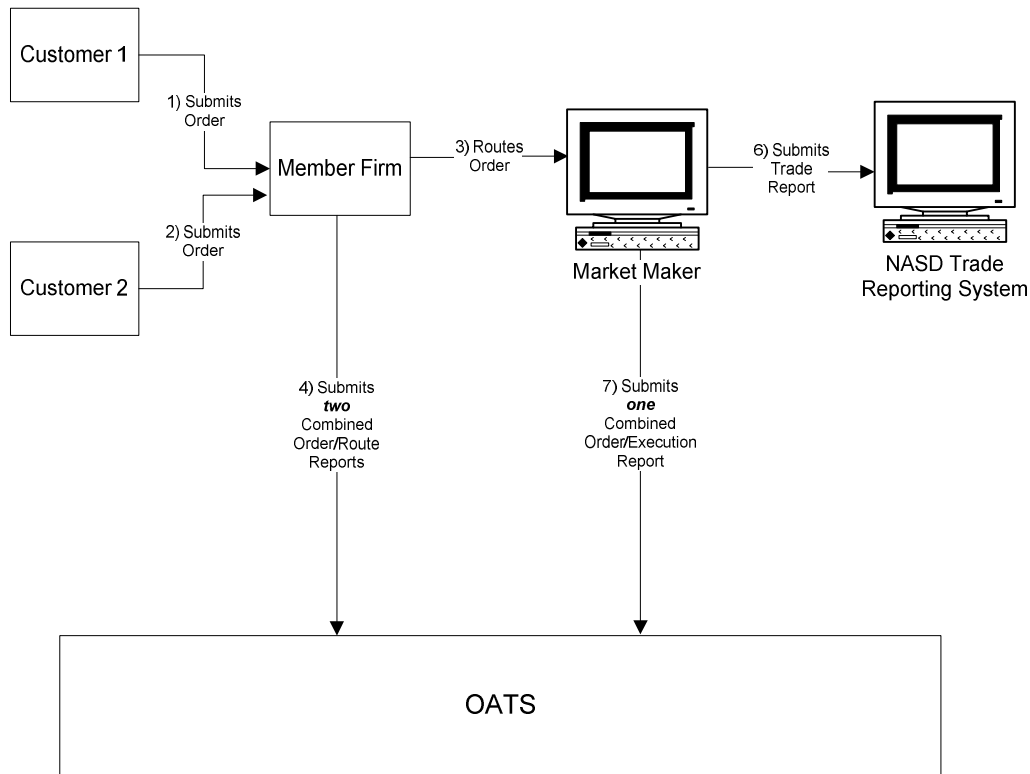 Customer 1
1) Submits
Order
Member Firm
3) Routes
Order
6) Submits
Trade
Report
2) Submits
Order
Customer 2
Market Maker
NASD Trade
Reporting System
4) Submits
two
Combined
Order/Route
Reports
7) Submits
one
Combined
Order/Execution
Report
OATS